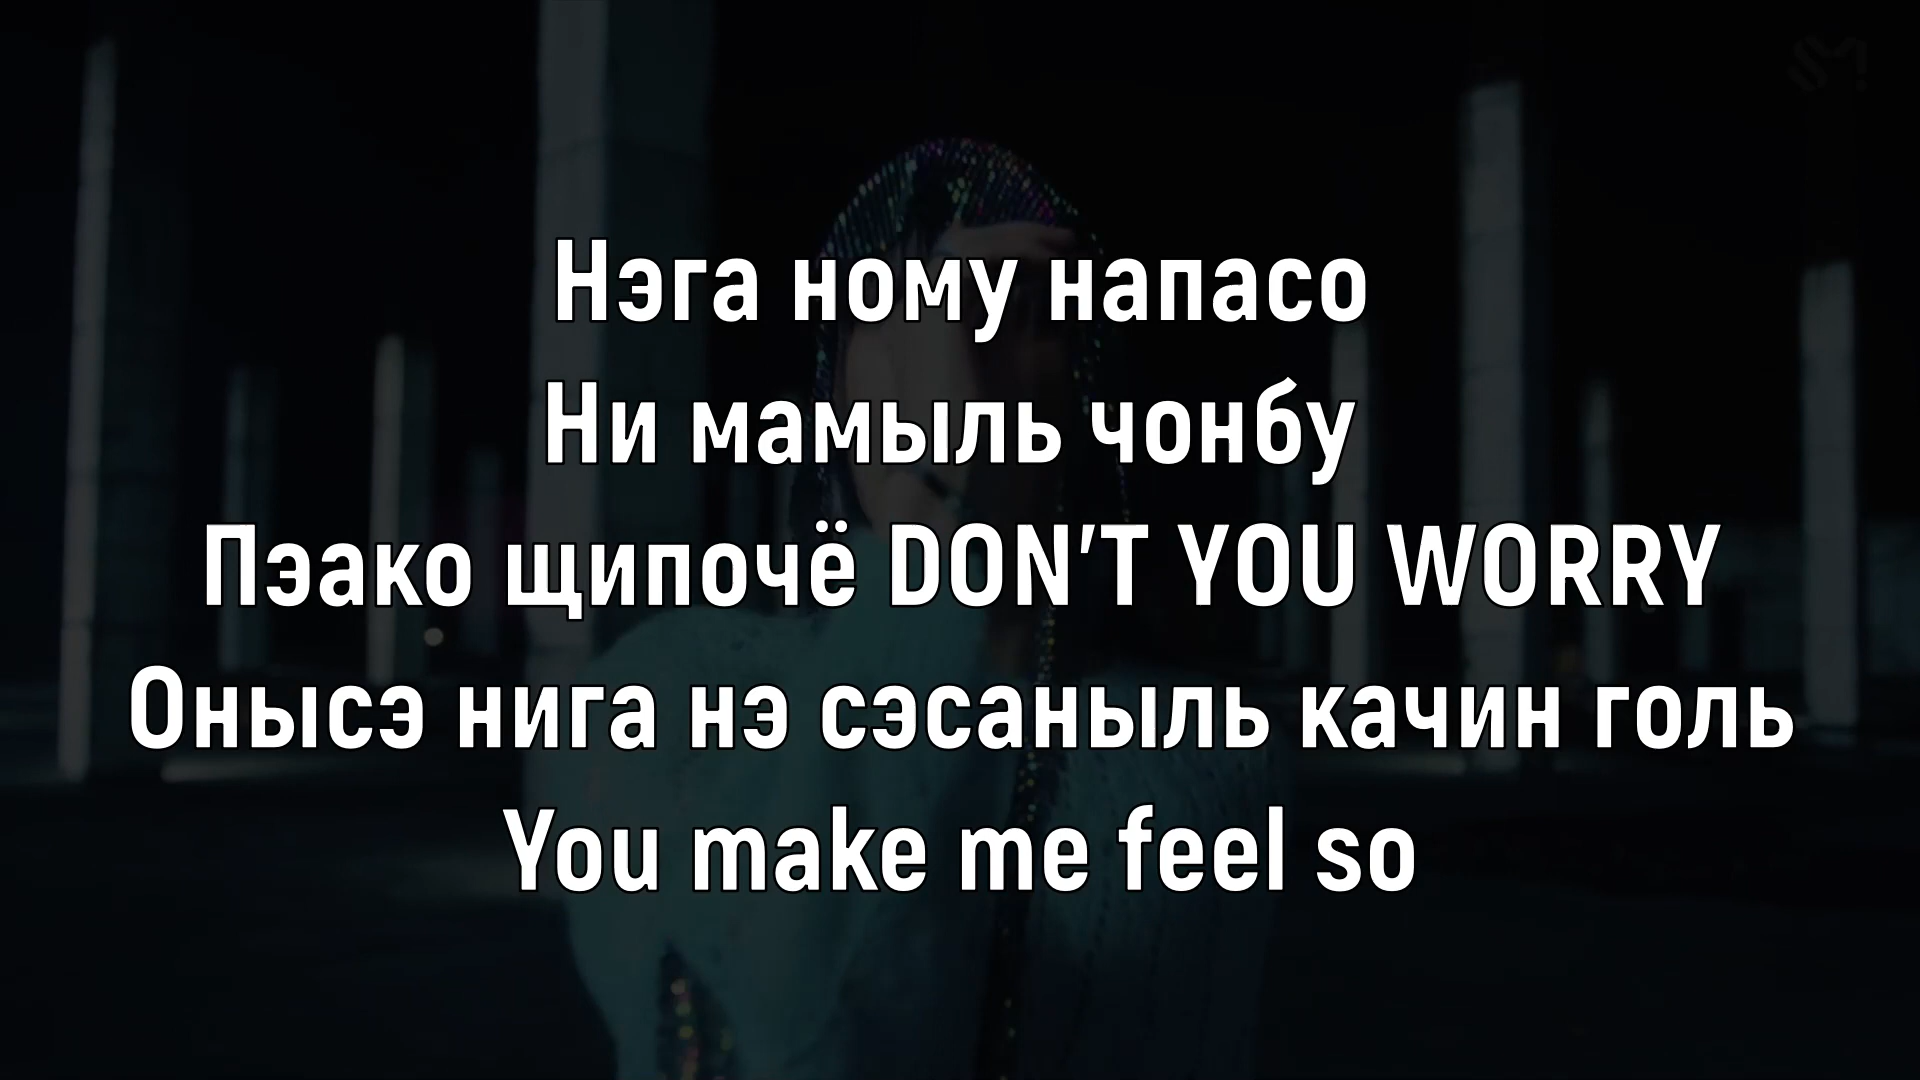 Нэга ному напасо
Ни мамыль чонбу
Пэако щипочё DON'T YOU WORRY
Онысэ нига нэ сэсаныль качин голь
You make me feel so